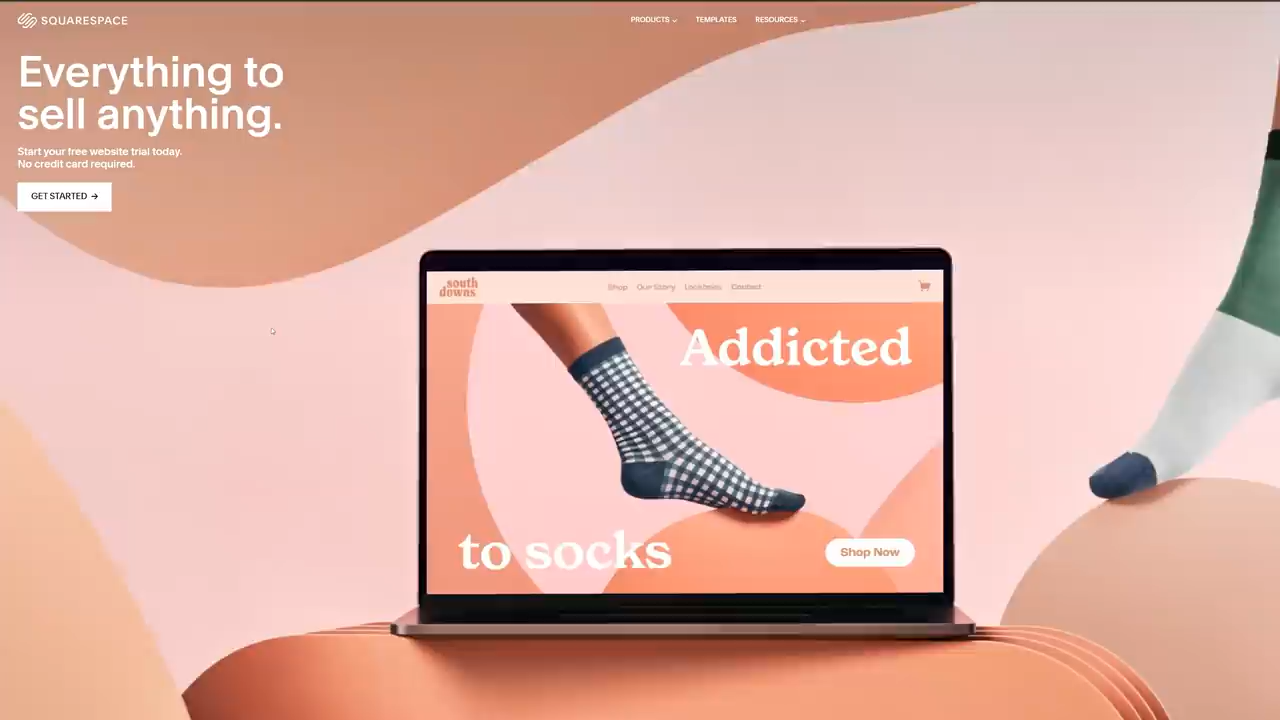 SQUARESPACE
PRODUCTS
TEMPLATES
RESOURCES
Everything to
sell anything.
Start your free website trial today.
No credit card required.
GET STARTED →
south
downs
Shop
Our Story
Locations
Contact
Addicted
to socks
Shop Now